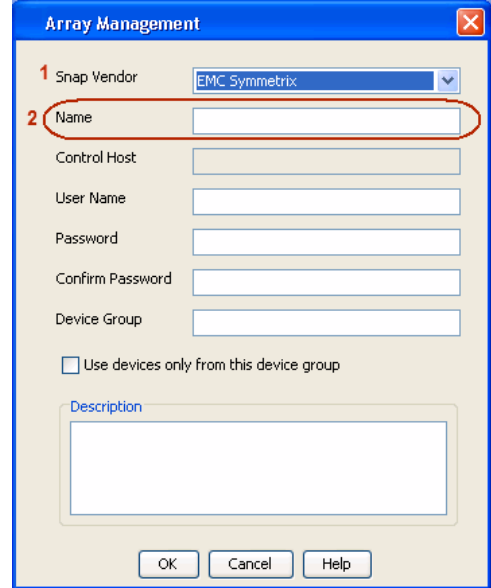 Array Management
1 Snap Vendor EMC Symmetrix
2 Name
Control Host
User Name
Password
Confirm Password
Device Group
Use devices only from this device group
Description
OK Cancel Help